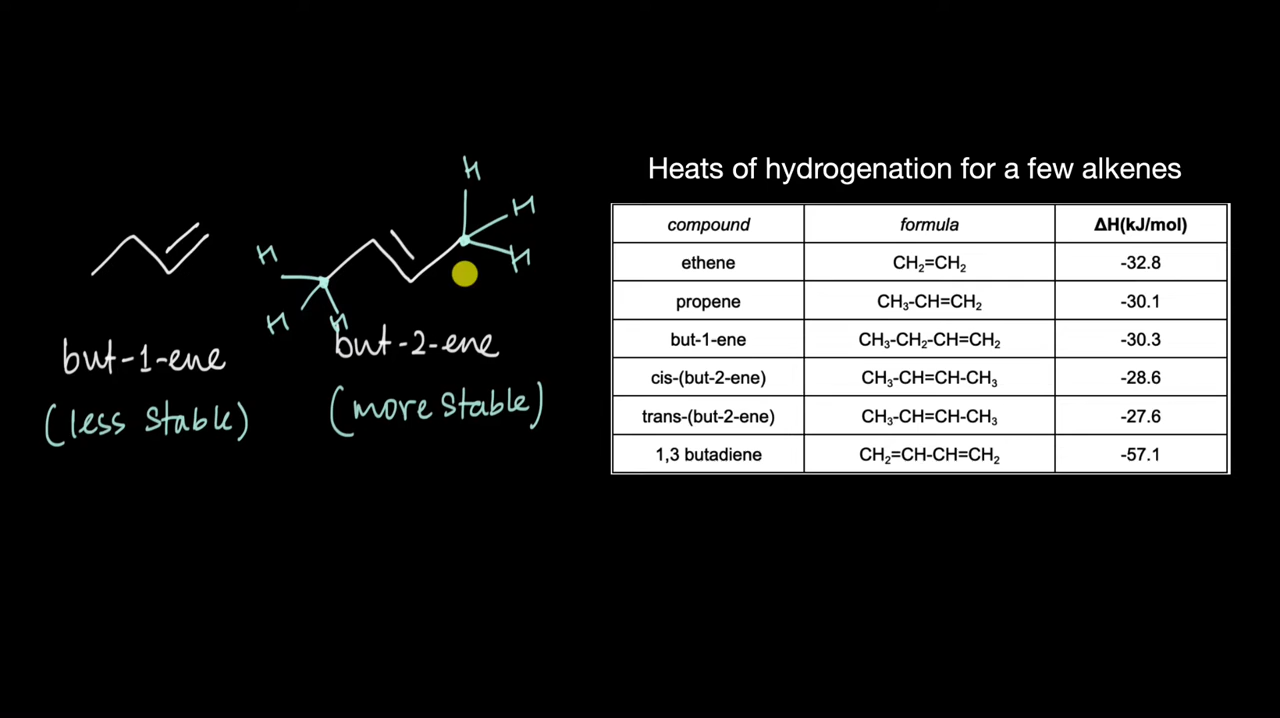 H
H
H
H
H
H
but-1-ene
(less stable)
but-2-ene
(more stable)
Heats of hydrogenation for a few alkenes
compound formula ΔH(kJ/mol)
ethene CH₂=CH₂ -32.8
propene CH₃-CH=CH₂ -30.1
but-1-ene CH₃-CH₂-CH=CH₂ -30.3
cis-(but-2-ene) CH₃-CH=CH-CH₃ -28.6
trans-(but-2-ene) CH₃-CH=CH-CH₃ -27.6
1,3 butadiene CH₂=CH-CH=CH₂ -57.1